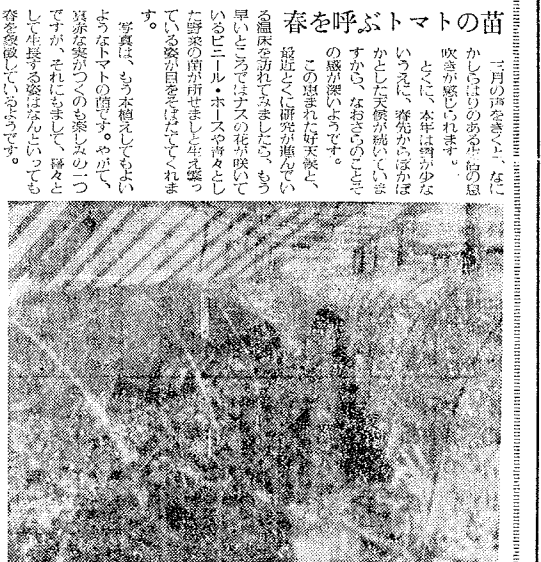 春を呼ぶトマトの苗
三月の声をきくと、なに
かしらはりのある生活の息
吹きが感じられます。
とくに、本年は雪が少な
いうえに、春先からぽかぽ
かとした天候が続いていま
すから、なおさらのことそ
の感が深いようです。
この恵まれた好天候と、
最近とくに研究が進んでい
る温床を訪れてみましたら、もう
早いところではナスの花が咲いて
いるビニール・ホースや青々とし
た野菜の苗が所せましと生え繁っ
ている姿が目をそばだててくれま
す。
写真は、もう本植えしてもよい
ようなトマトの苗です。やがて、
真赤な実がつくのも楽しみの一つ
ですが、それにもまして、隆々と
して生長する姿はなんといっても
春を象徴しているようです。